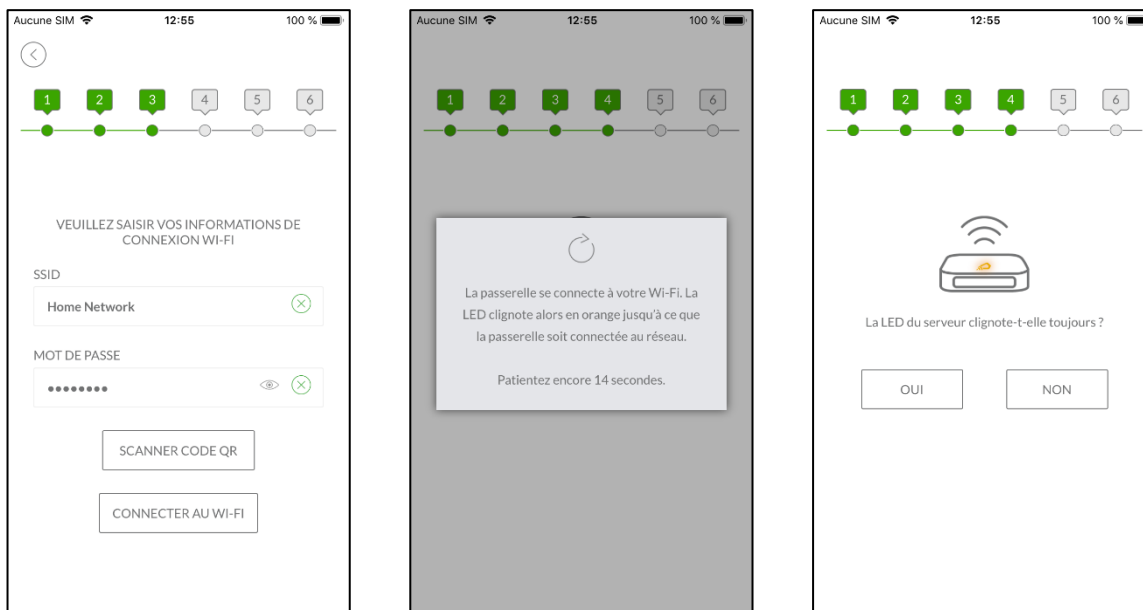 Aucune SIM 12:55 100 %
1 2 3 4 5 6
VEUILLEZ SAISIR VOS INFORMATIONS DE
CONNEXION WI-FI
SSID
Home Network
MOT DE PASSE
••••••••
SCANNER CODE QR
CONNECTER AU WI-FI
Aucune SIM 12:55 100 %
1 2 3 4 5 6
La passerelle se connecte à votre Wi-Fi. La
LED clignote alors en orange jusqu'à ce que
la passerelle soit connectée au réseau.
Patientez encore 14 secondes.
Aucune SIM 12:55 100 %
1 2 3 4 5 6
La LED du serveur clignote-t-elle toujours ?
OUI NON